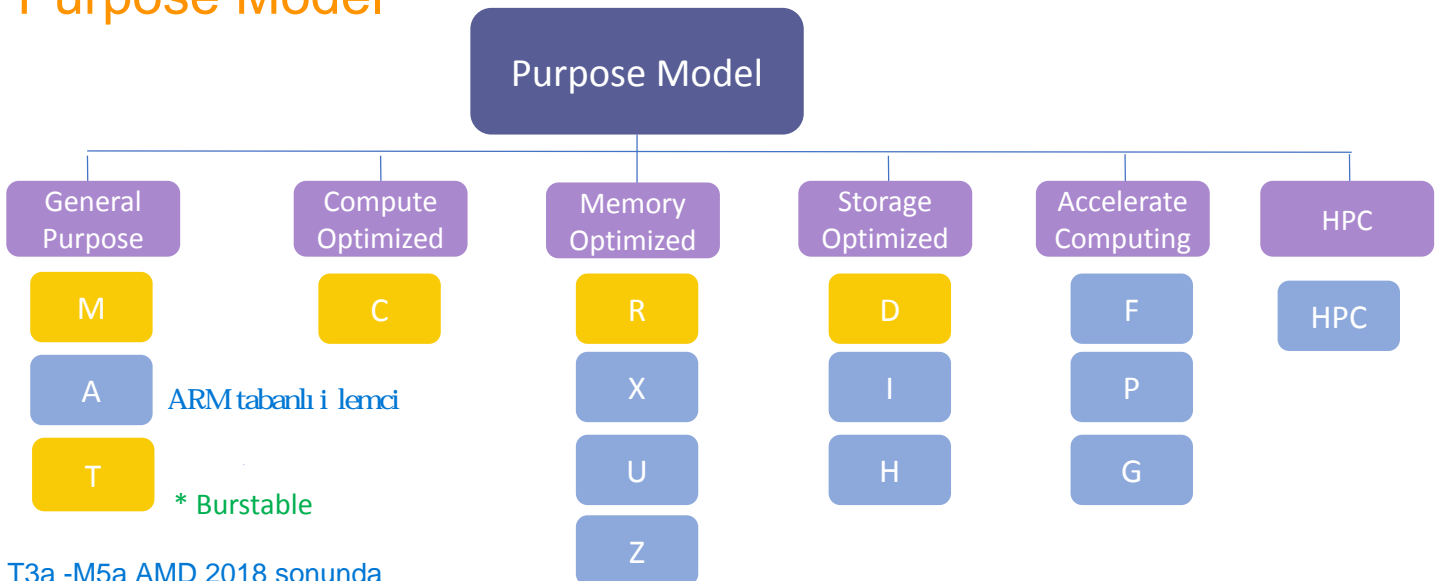 Purpose Model
Purpose Model
General
Purpose
Compute
Optimized
Memory
Optimized
Storage
Optimized
Accelerate
Computing
HPC
M
C
R
D
F
HPC
A
ARM tabanlı i lemci
X
I
P
T
* Burstable
U
H
G
Z
T3a -M5a AMD 2018 sonunda